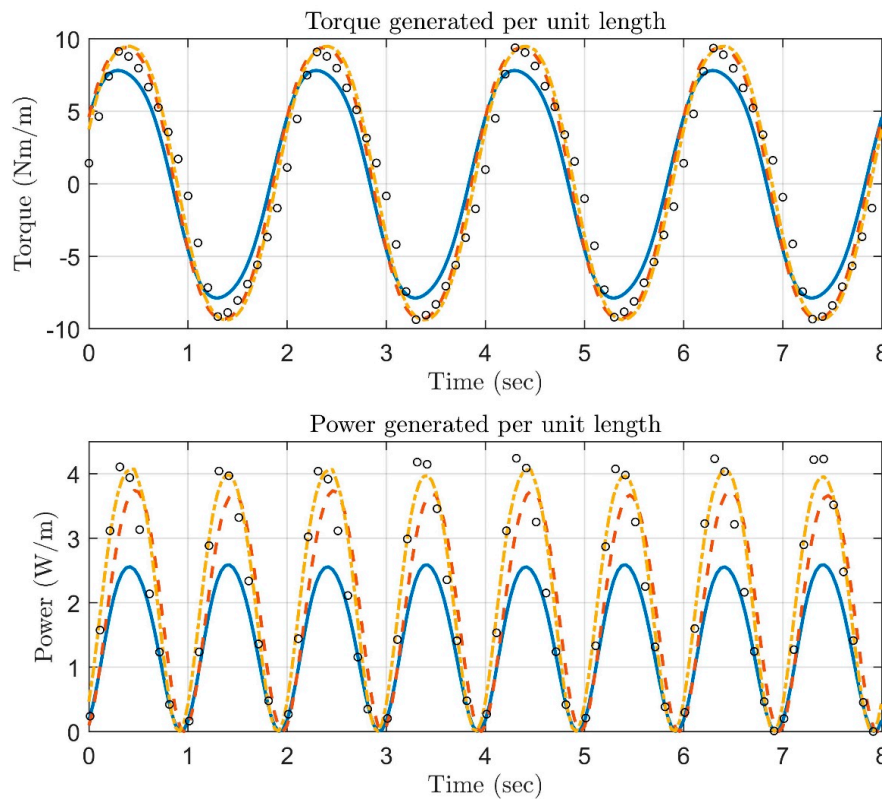 Torque generated per unit length
10
5
0
-5
-10
Torque (Nm/m)
0 1 2 3 4 5 6 7 8
Time (sec)
Power generated per unit length
4
3
2
1
0
Power (W/m)
0 1 2 3 4 5 6 7 8
Time (sec)